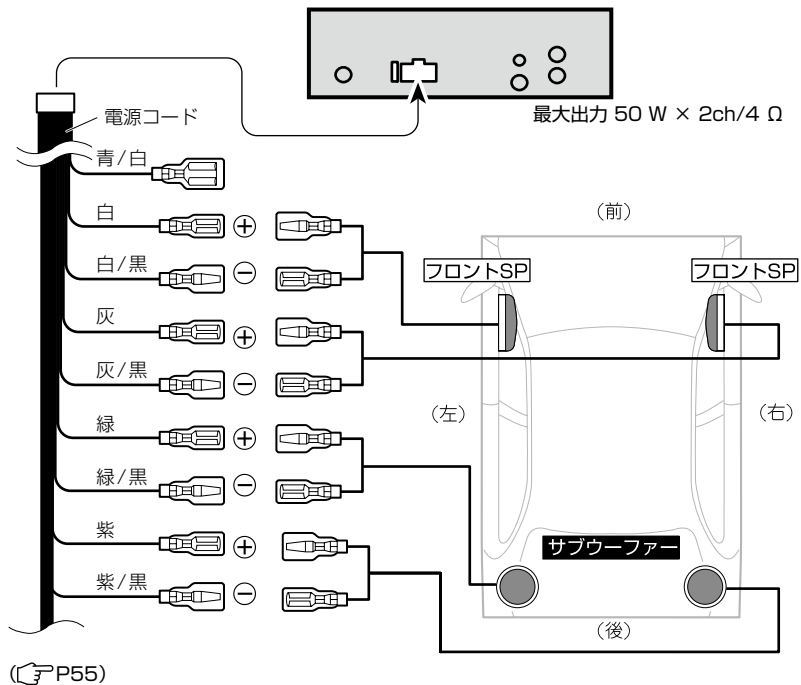 最大出力 50 W × 2ch/4 Ω
電源コード
青/白
白
⊕
白/黒
⊖
灰
⊕
灰/黒
⊖
緑
⊕
緑/黒
⊖
紫
⊕
紫/黒
⊖
(前)
フロントSP
フロントSP
(左)
(右)
サブウーファー
(後)
(☞P55)